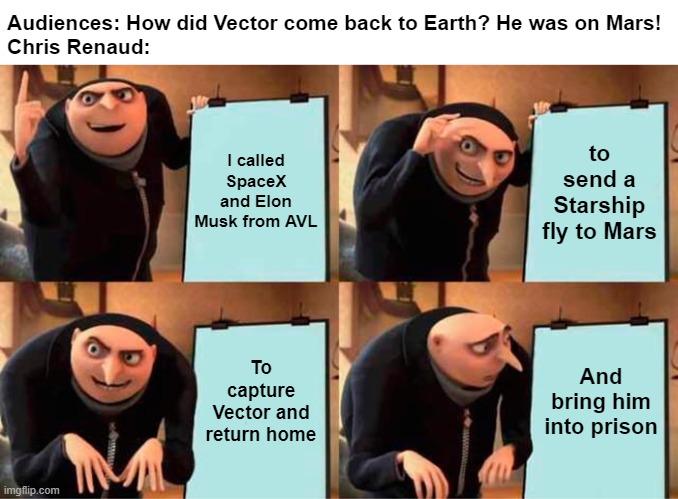 Audiences: How did Vector come back to Earth? He was on Mars!
Chris Renaud:
I called
SpaceX
and Elon
Musk from AVL
to
send a
Starship
fly to Mars
To
capture
Vector and
return home
And
bring him
into prison
imgflip.com